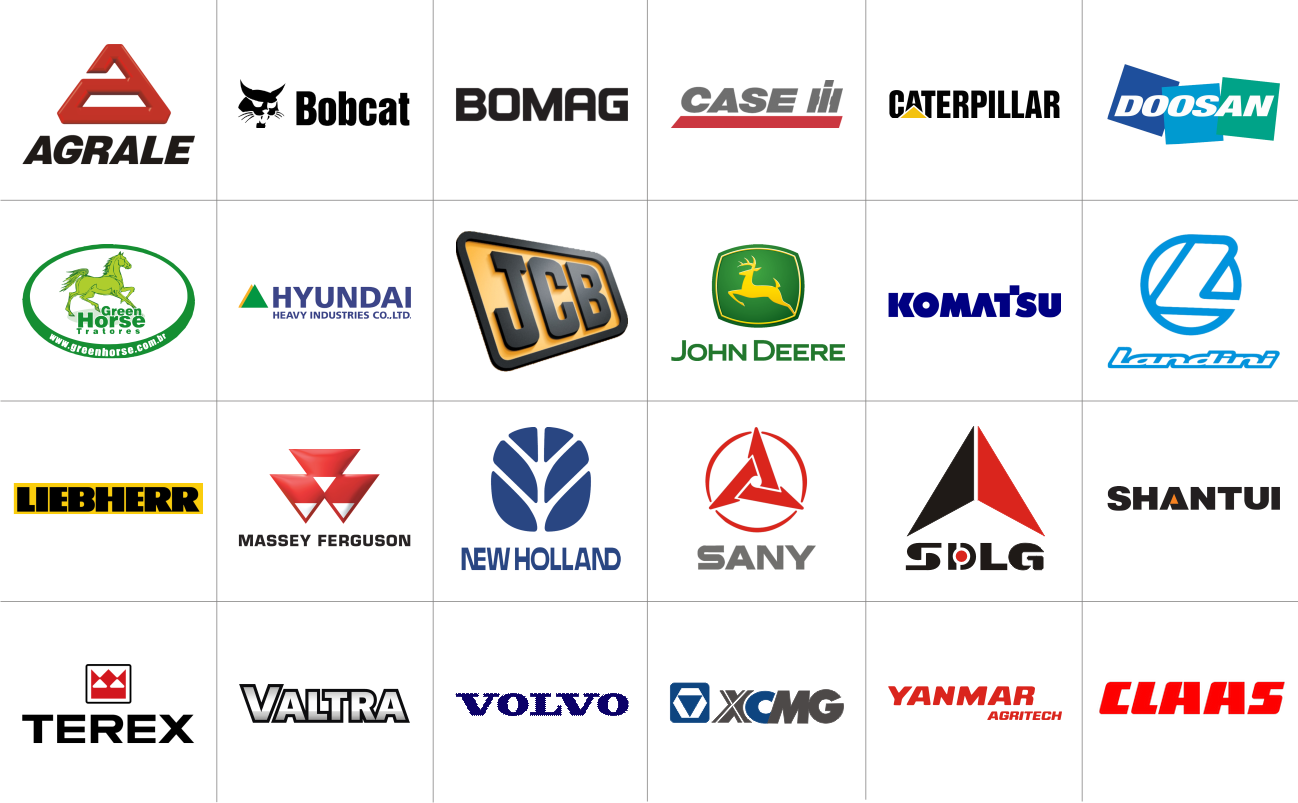 AGRALE
Bobcat
BOMAG
CASE IH
CATERPILLAR
DOOSAN
Green
Horse
Tratores
www.greenhorse.com.br
HYUNDAI
HEAVY INDUSTRIES CO.,LTD.
JCB
JOHN DEERE
KOMATSU
Landini
LIEBHERR
MASSEY FERGUSON
NEW HOLLAND
SANY
SDLG
SHANTUI
TEREX
VALTRA
VOLVO
XCMG
YANMAR
AGRITECH
CLAAS